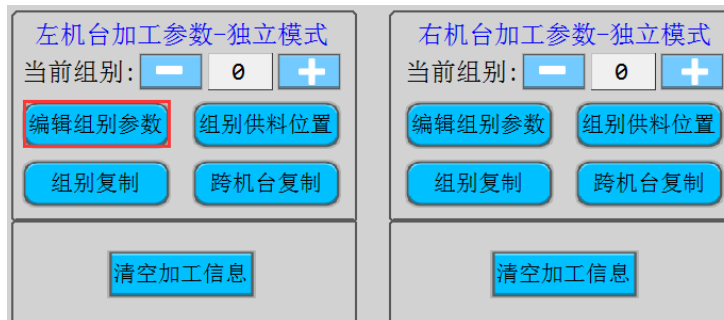 左机台加工参数-独立模式
当前组别: - 0 +
编辑组别参数 组别供料位置
组别复制 跨机台复制
清空加工信息
右机台加工参数-独立模式
当前组别: - 0 +
编辑组别参数 组别供料位置
组别复制 跨机台复制
清空加工信息